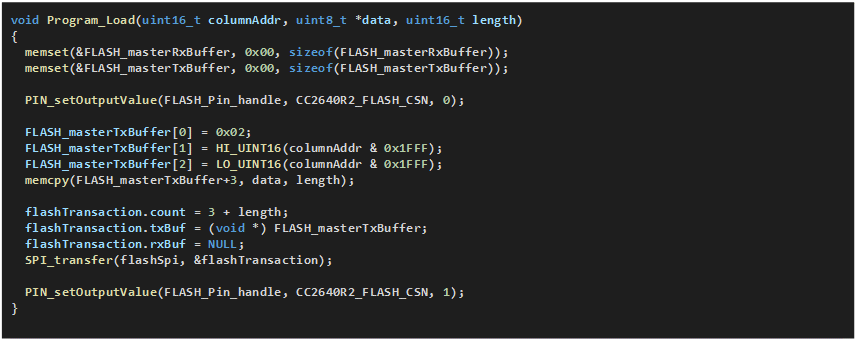 void Program_Load(uint16_t columnAddr, uint8_t *data, uint16_t length)
{
  memset(&FLASH_masterRxBuffer, 0x00, sizeof(FLASH_masterRxBuffer));
  memset(&FLASH_masterTxBuffer, 0x00, sizeof(FLASH_masterTxBuffer));

  PIN_setOutputValue(FLASH_Pin_handle, CC2640R2_FLASH_CSN, 0);

  FLASH_masterTxBuffer[0] = 0x02;
  FLASH_masterTxBuffer[1] = HI_UINT16(columnAddr & 0x1FFF);
  FLASH_masterTxBuffer[2] = LO_UINT16(columnAddr & 0x1FFF);
  memcpy(FLASH_masterTxBuffer+3, data, length);

  flashTransaction.count = 3 + length;
  flashTransaction.txBuf = (void *) FLASH_masterTxBuffer;
  flashTransaction.rxBuf = NULL;
  SPI_transfer(flashSpi, &flashTransaction);

  PIN_setOutputValue(FLASH_Pin_handle, CC2640R2_FLASH_CSN, 1);
}